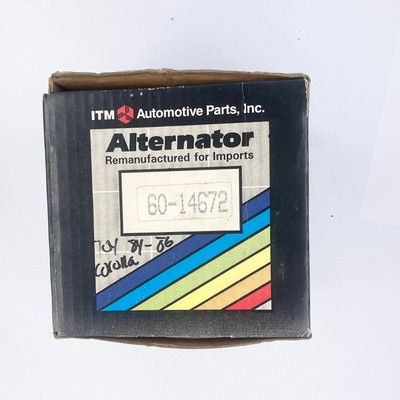 ITM Automotive Parts, Inc.
Alternator
Remanufactured for Imports
60-14672
Toy 84-86
Corolla